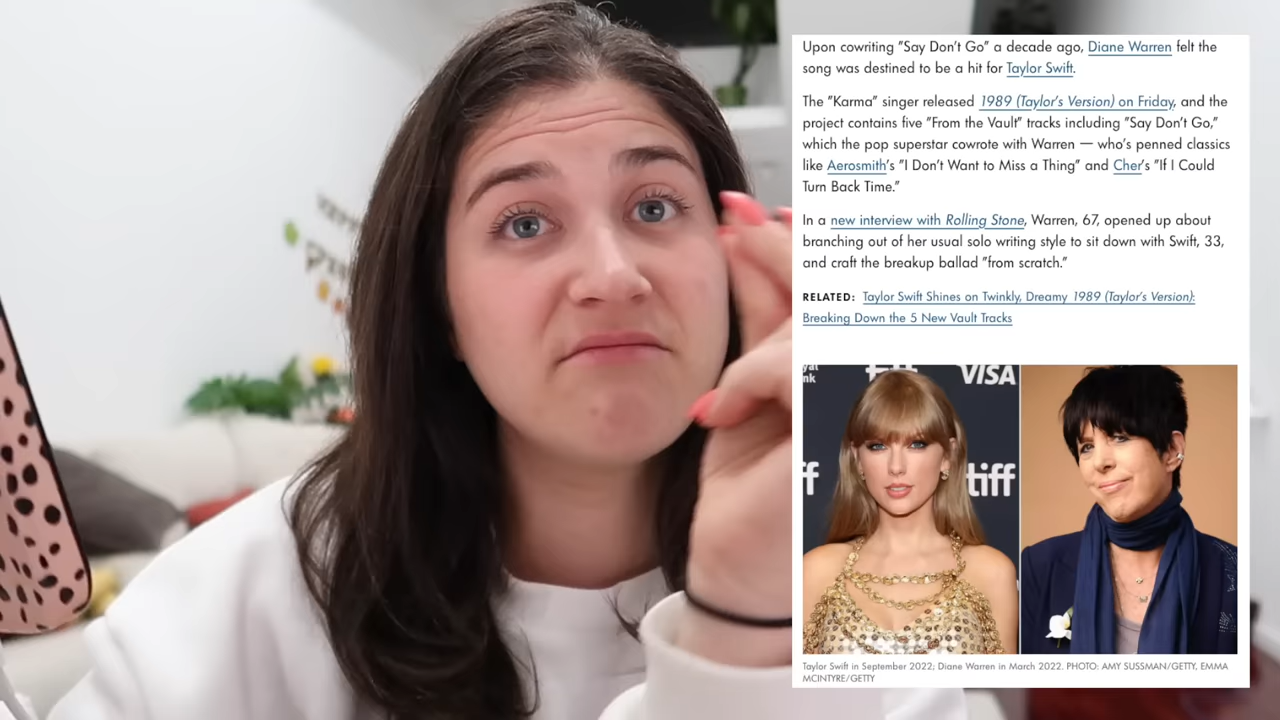 Upon cowriting "Say Don't Go" a decade ago, Diane Warren felt the
song was destined to be a hit for Taylor Swift.
The "Karma" singer released 1989 (Taylor's Version) on Friday, and the
project contains five "From the Vault" tracks including "Say Don't Go,"
which the pop superstar cowrote with Warren — who's penned classics
like Aerosmith's "I Don't Want to Miss a Thing" and Cher's "If I Could
Turn Back Time."
In a new interview with Rolling Stone, Warren, 67, opened up about
branching out of her usual solo writing style to sit down with Swift, 33,
and craft the breakup ballad "from scratch."
RELATED: Taylor Swift Shines on Twinkly, Dreamy 1989 (Taylor's Version):
Breaking Down the 5 New Vault Tracks
VISA
tiff
Taylor Swift in September 2022; Diane Warren in March 2022. PHOTO: AMY SUSSMAN/GETTY, EMMA
MCINTYRE/GETTY